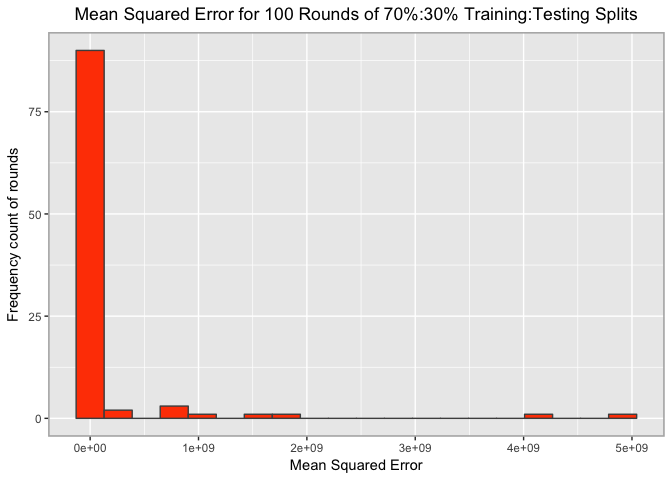 Mean Squared Error for 100 Rounds of 70%:30% Training:Testing Splits
Frequency count of rounds
75
50
25
0
0e+00 1e+09 2e+09 3e+09 4e+09 5e+09
Mean Squared Error